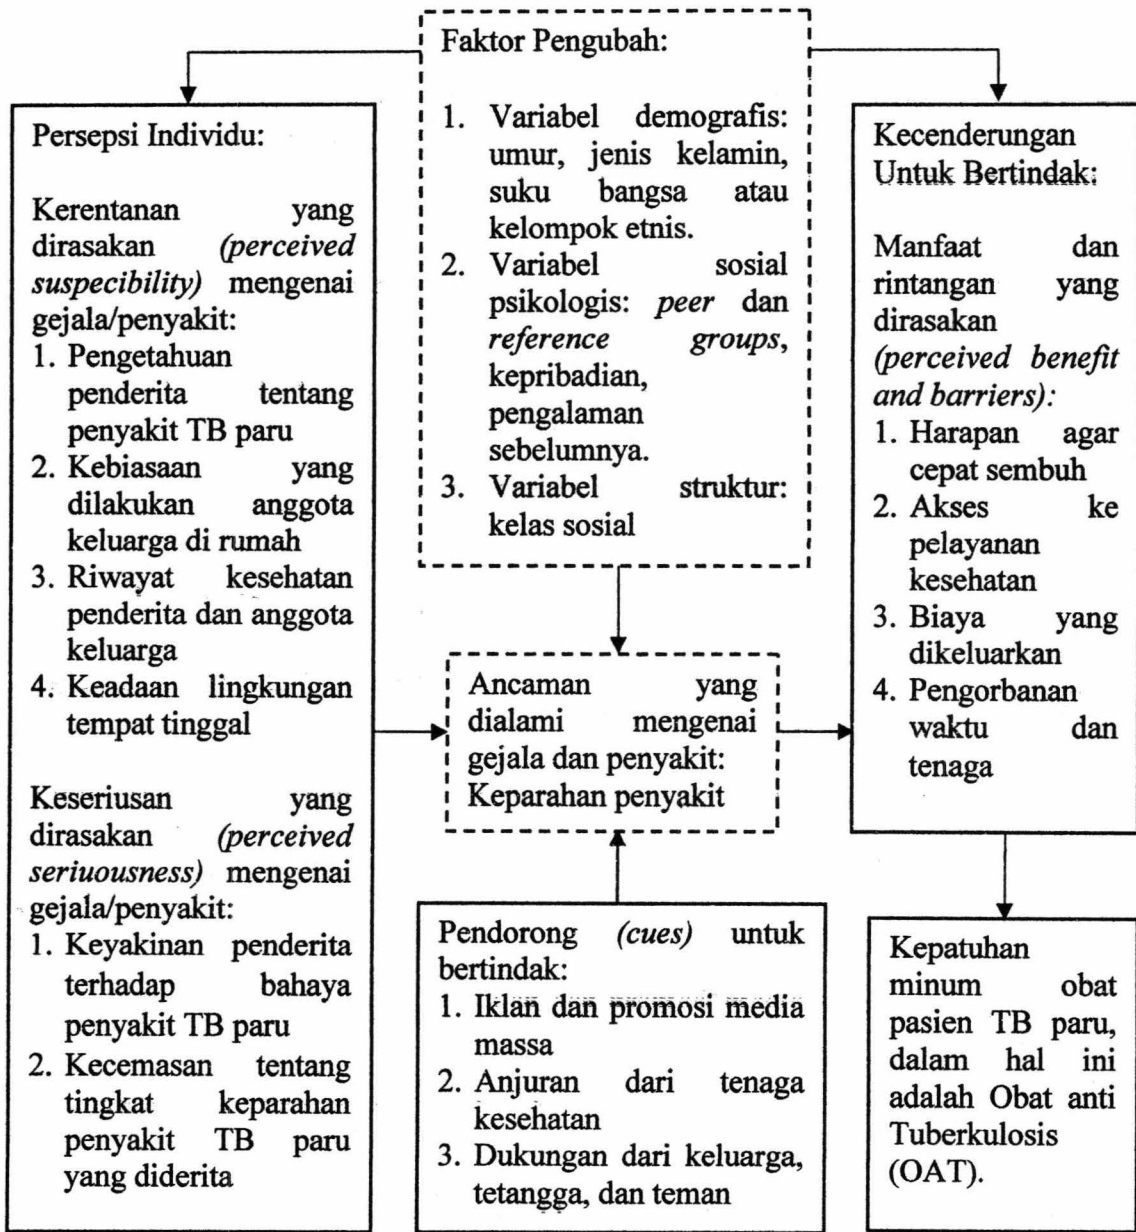 Faktor Pengubah:
1. Variabel demografis:
umur, jenis kelamin,
suku bangsa atau
kelompok etnis.
2. Variabel sosial
psikologis: peer dan
reference groups,
kepribadian,
pengalaman
sebelumnya.
3. Variabel struktur:
kelas sosial
Persepsi Individu:
Kerentanan yang
dirasakan (perceived
suspecibility) mengenai
gejala/penyakit:
1. Pengetahuan
penderita tentang
penyakit TB paru
2. Kebiasaan yang
dilakukan anggota
keluarga di rumah
3. Riwayat kesehatan
penderita dan anggota
keluarga
4. Keadaan lingkungan
tempat tinggal
Keseriusan yang
dirasakan (perceived
seriuousness) mengenai
gejala/penyakit:
1. Keyakinan penderita
terhadap bahaya
penyakit TB paru
2. Kecemasan tentang
tingkat keparahan
penyakit TB paru
yang diderita
Ancaman yang
dialami mengenai
gejala dan penyakit:
Keparahan penyakit
Pendorong (cues) untuk
bertindak:
1. Iklan dan promosi media
massa
2. Anjuran dari tenaga
kesehatan
3. Dukungan dari keluarga,
tetangga, dan teman
Kecenderungan
Untuk Bertindak:
Manfaat dan
rintangan yang
dirasakan
(perceived benefit
and barriers):
1. Harapan agar
cepat sembuh
2. Akses ke
pelayanan
kesehatan
3. Biaya yang
dikeluarkan
4. Pengorbanan
waktu dan
tenaga
Kepatuhan
minum obat
pasien TB paru,
dalam hal ini
adalah Obat anti
Tuberkulosis
(OAT).